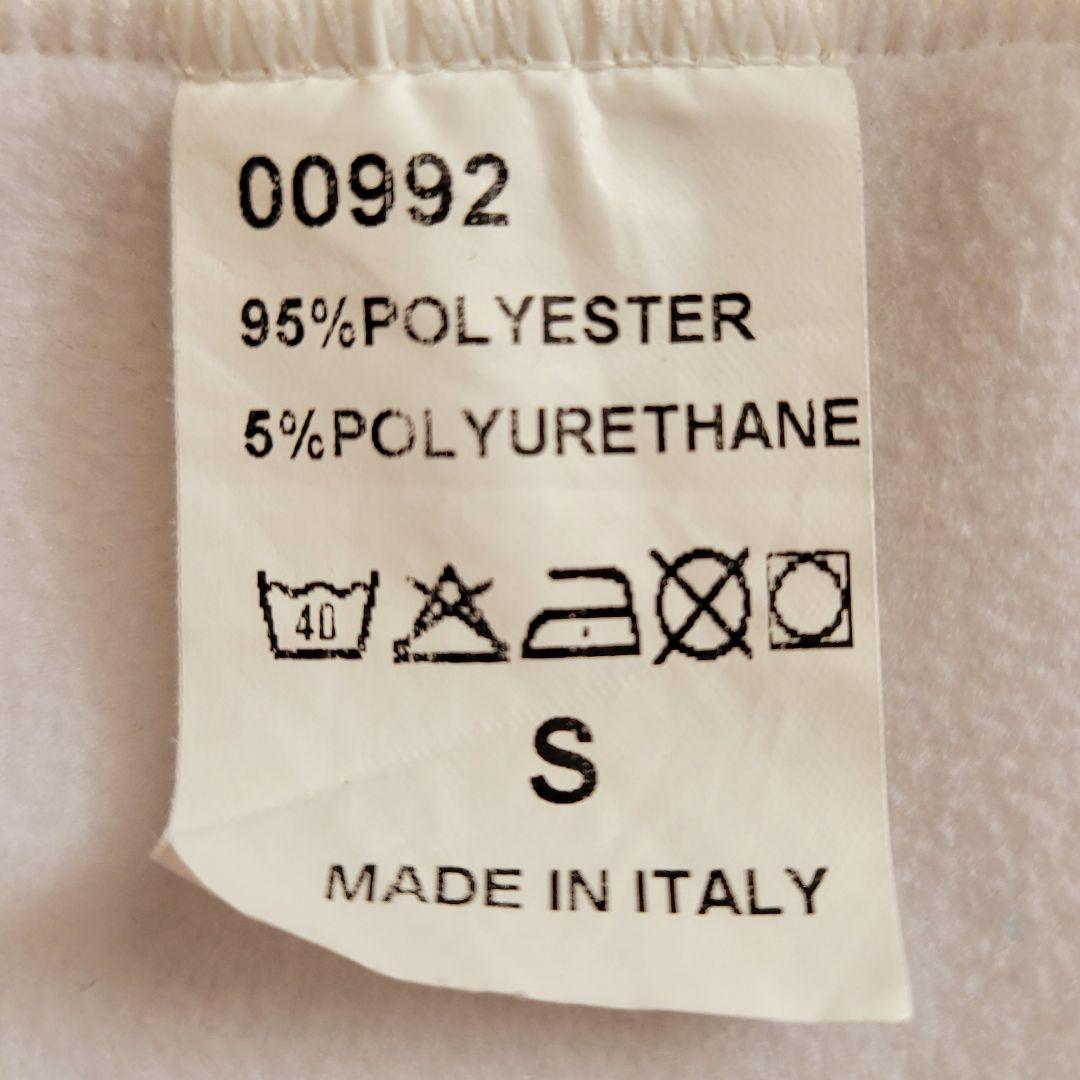 00992
95%POLYESTER
5%POLYURETHANE
40
S
MADE IN ITALY